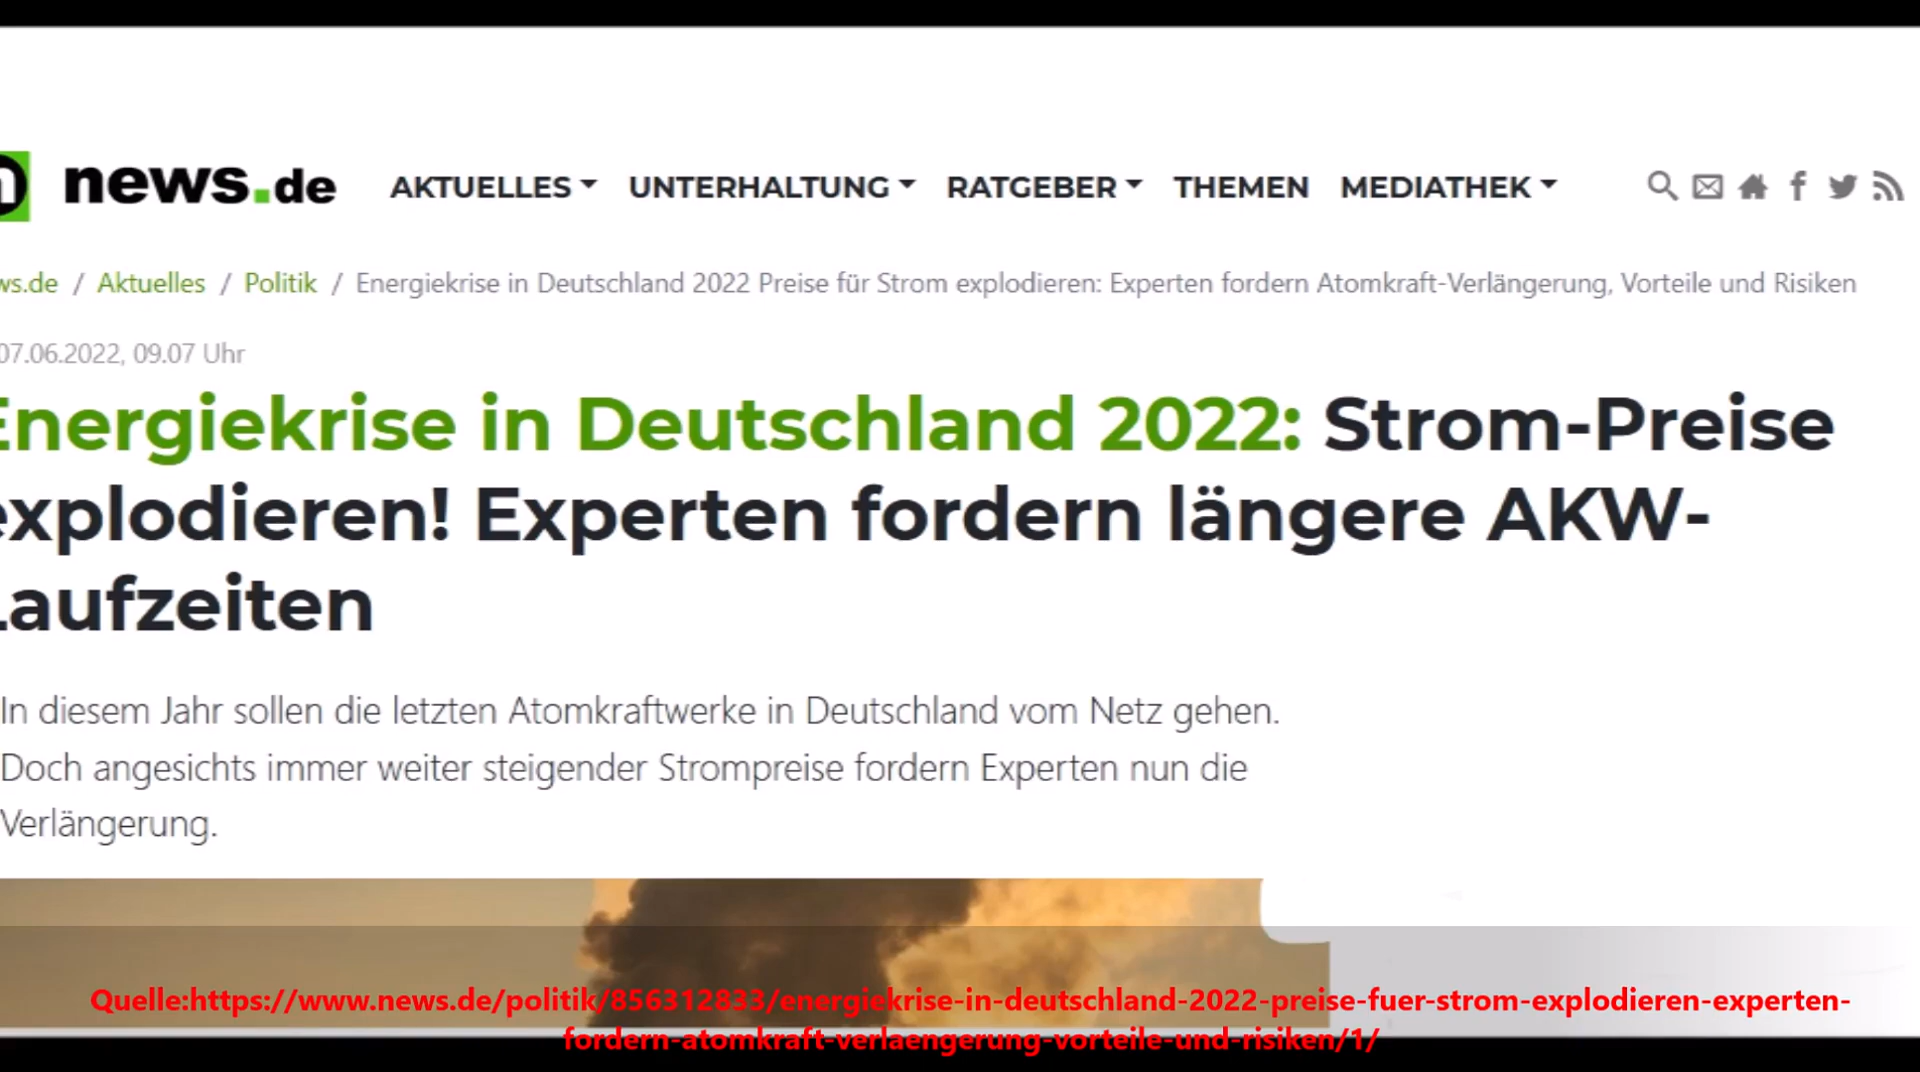 news.de AKTUELLES UNTERHALTUNG RATGEBER THEMEN MEDIATHEK
ws.de / Aktuelles / Politik / Energiekrise in Deutschland 2022 Preise für Strom explodieren: Experten fordern Atomkraft-Verlängerung, Vorteile und Risiken
07.06.2022, 09.07 Uhr
Energiekrise in Deutschland 2022: Strom-Preise
explodieren! Experten fordern längere AKW-
Laufzeiten
In diesem Jahr sollen die letzten Atomkraftwerke in Deutschland vom Netz gehen.
Doch angesichts immer weiter steigender Strompreise fordern Experten nun die
Verlängerung.
Quelle:https://www.news.de/politik/856312833/energiekrise-in-deutschland-2022-preise-fuer-strom-explodieren-experten-
fordern-atomkraft-verlaengerung-vorteile-und-risiken/1/